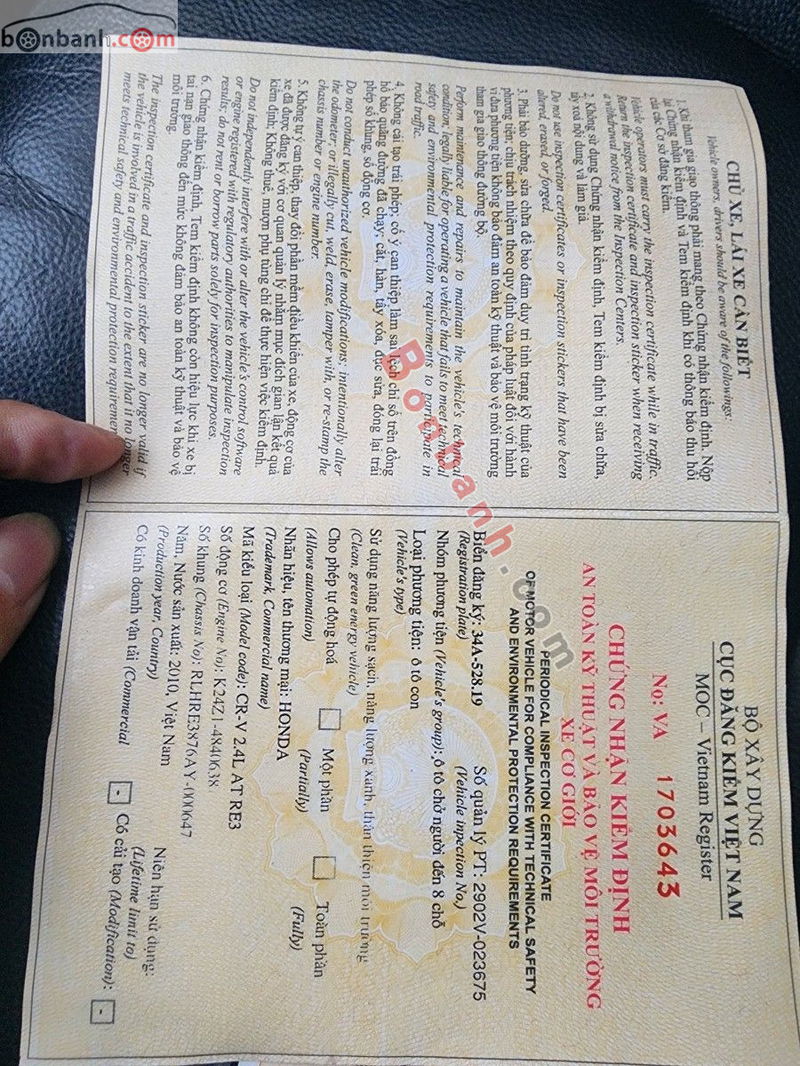 bonbanh.com
CHỦ XE, LÁI XE CẦN BIẾT
Vehicle owners, drivers should be aware of the followings:
1. Khi tham gia giao thông phải mang theo Chứng nhận kiểm định. Nộp
lại Chứng nhận kiểm định và Tem kiểm định khi có thông báo thu hồi
của các Cơ sở đăng kiểm.
Vehicle operators must carry the inspection certificate while in traffic.
Return the inspection certificate and inspection sticker when receiving
a withdrawal notice from the Inspection Centers.
2. Không sử dụng Chứng nhận kiểm định, Tem kiểm định bị sửa chữa,
tẩy xoá nội dung và làm giả.
Do not use inspection certificates or inspection stickers that have been
altered, erased, or forged.
3. Phải bảo dưỡng, sửa chữa để bảo đảm duy trì tình trạng kỹ thuật của
phương tiện; chịu trách nhiệm theo quy định của pháp luật đối với hành
vi đưa phương tiện không bảo đảm an toàn kỹ thuật và bảo vệ môi trường
tham gia giao thông đường bộ.
Perform maintenance and repairs to maintain the vehicle's technical
condition; legally liable for operating a vehicle that fails to meet technical
safety and environmental protection requirements to participate in
road traffic.
4. Không cải tạo trái phép; cố ý can thiệp làm sai lệch chỉ số trên đồng
hồ báo quãng đường đã chạy; cắt, hàn, tẩy xóa, đục sửa, đóng lại trái
phép số khung, số động cơ.
Do not conduct unauthorized vehicle modifications; intentionally alter
the odometer; or illegally cut, weld, erase, tamper with, or re-stamp the
chassis number or engine number.
5. Không tự ý can thiệp, thay đổi phần mềm điều khiển của xe, động cơ của
xe đã được đăng ký với cơ quan quản lý nhằm mục đích gian lận kết quả
kiểm định; Không thuê, mượn phụ tùng chỉ để thực hiện việc kiểm định.
Do not independently interfere with or alter the vehicle's control software
or engine registered with regulatory authorities to manipulate inspection
results; do not rent or borrow parts solely for inspection purposes.
6. Chứng nhận kiểm định, Tem kiểm định không còn hiệu lực khi xe bị
tai nạn giao thông đến mức không đảm bảo an toàn kỹ thuật và bảo vệ
môi trường.
The inspection certificate and inspection sticker are no longer valid if
the vehicle is involved in a traffic accident to the extent that it no longer
meets technical safety and environmental protection requirements
BỘ XÂY DỰNG
CỤC ĐĂNG KIỂM VIỆT NAM
MOC – Vietnam Register
No: VA 1703643
CHỨNG NHẬN KIỂM ĐỊNH
AN TOÀN KỸ THUẬT VÀ BẢO VỆ MÔI TRƯỜNG
XE CƠ GIỚI
PERIODICAL INSPECTION CERTIFICATE
OF MOTOR VEHICLE FOR COMPLIANCE WITH TECHNICAL SAFETY
AND ENVIRONMENTAL PROTECTION REQUIREMENTS
Biển đăng ký: 34A-528.19 Số quản lý PT: 2902V-023675
(Registration plate) (Vehicle inpection No.)
Nhóm phương tiện (Vehicle's group): ô tô chở người đến 8 chỗ
Loại phương tiện: ô tô con
(Vehicle's type)
Sử dụng năng lượng sạch, năng lượng xanh, thân thiện môi trường
(Clean, green energy vehicle)
Cho phép tự động hoá Một phần Toàn phần
(Allows automation) (Partially) (Fully)
Nhãn hiệu, tên thương mại: HONDA
(Trademark, Commercial name)
Mã kiểu loại (Model code): CR-V 2.4L AT RE3
Số động cơ (Engine No): K24Z1-4840638
Số khung (Chassis No): RLHRE3876AY-000647
Năm, Nước sản xuất: 2010, Việt Nam Niên hạn sử dụng:
(Production year, Country) (Lifetime limit to)
Có kinh doanh vận tải (Commercial - Có cải tạo (Modification): -
Bonbanh.com